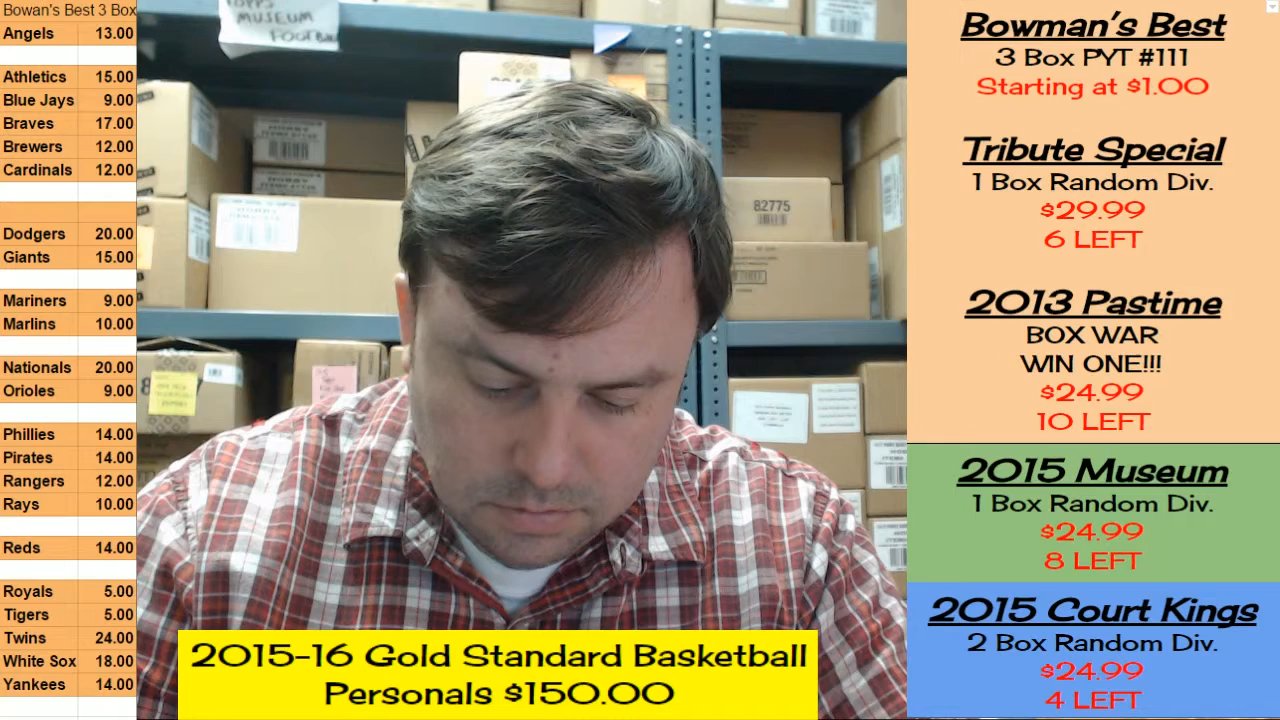 Bowan's Best 3 Box
Angels 13.00
Athletics 15.00
Blue Jays 9.00
Braves 17.00
Brewers 12.00
Cardinals 12.00
Dodgers 20.00
Giants 15.00
Mariners 9.00
Marlins 10.00
Nationals 20.00
Orioles 9.00
Phillies 14.00
Pirates 14.00
Rangers 12.00
Rays 10.00
Reds 14.00
Royals 5.00
Tigers 5.00
Twins 24.00
White Sox 18.00
Yankees 14.00
TOPPS
MUSEUM
FOOTBALL
82775
2015-16 Gold Standard Basketball
Personals $150.00
Bowman's Best
3 Box PYT #111
Starting at $1.00
Tribute Special
1 Box Random Div.
$29.99
6 LEFT
2013 Pastime
BOX WAR
WIN ONE!!!
$24.99
10 LEFT
2015 Museum
1 Box Random Div.
$24.99
8 LEFT
2015 Court Kings
2 Box Random Div.
$24.99
4 LEFT